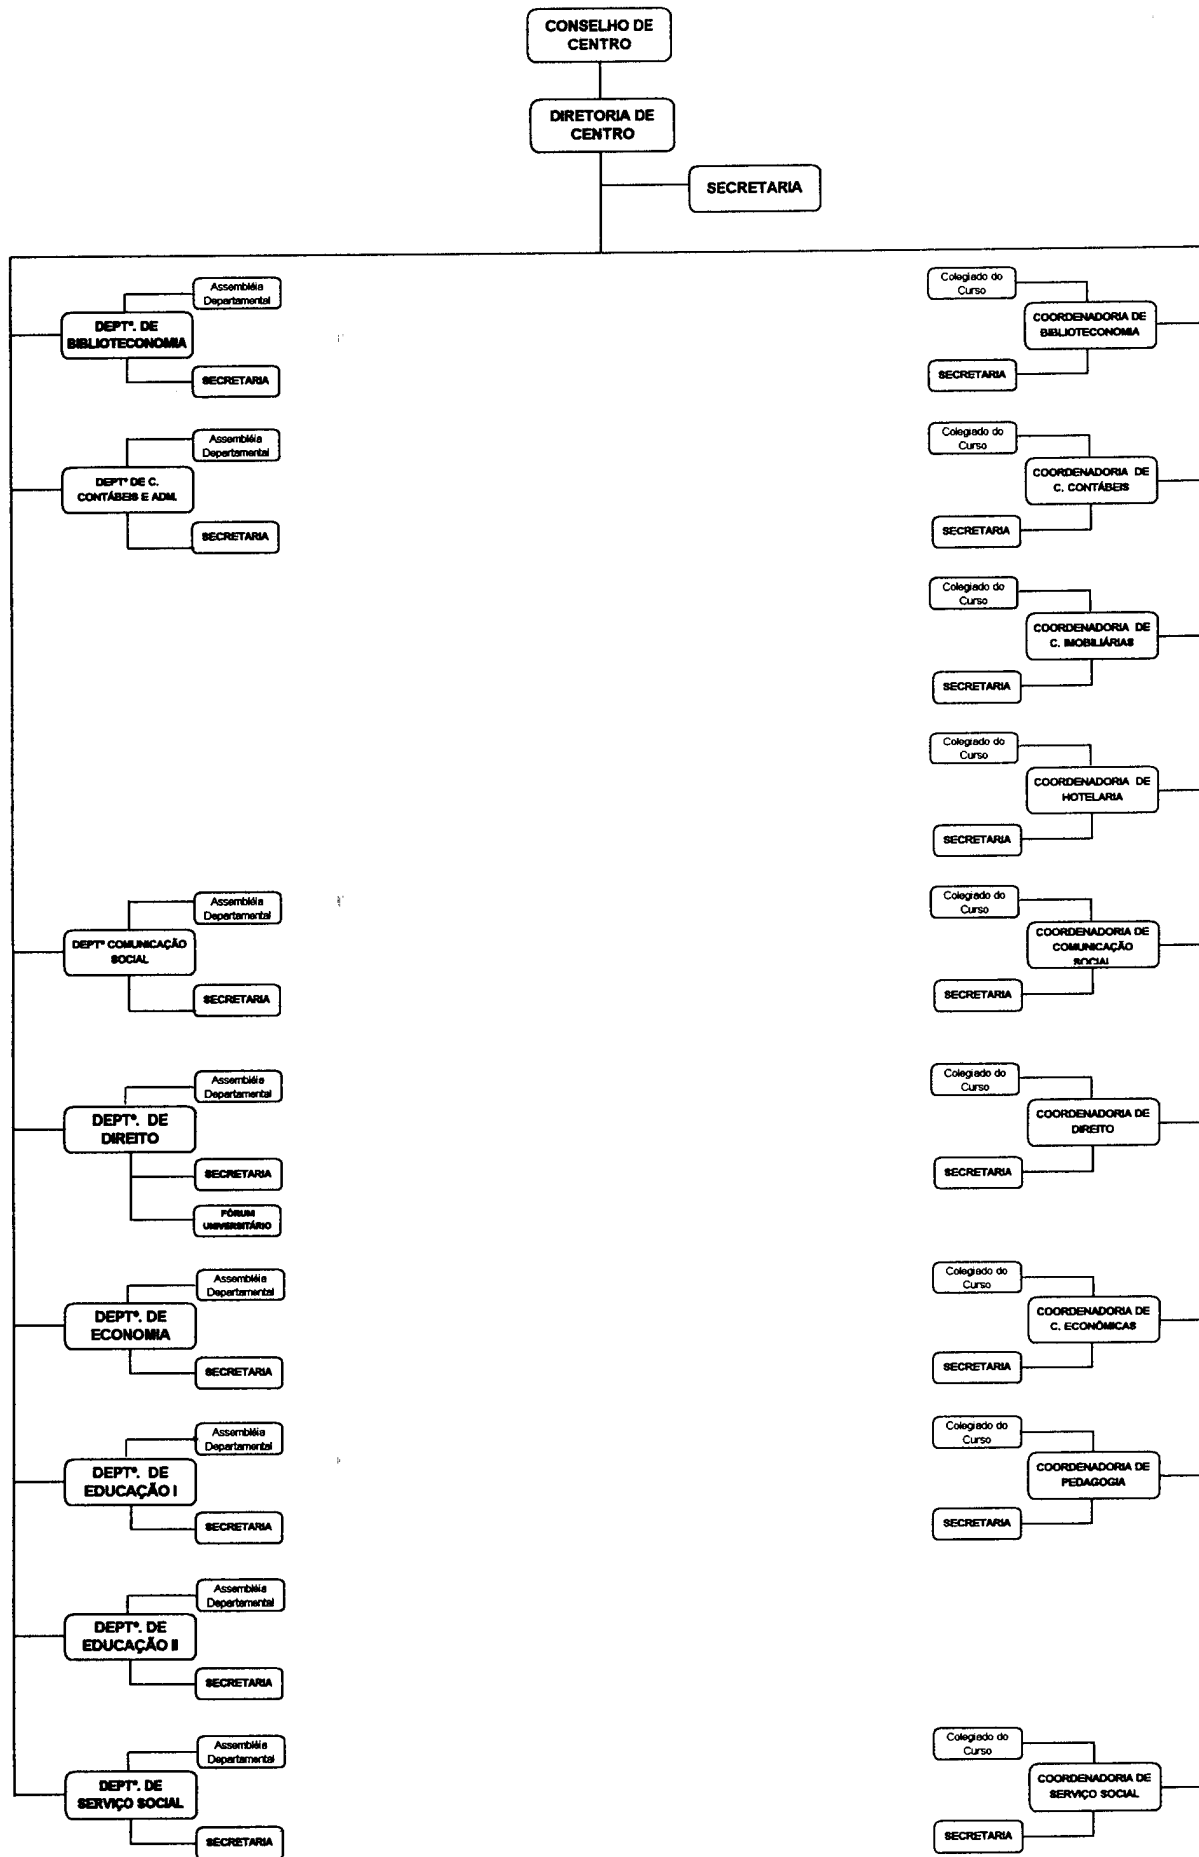 CONSELHO DE
CENTRO
DIRETORIA DE
CENTRO
SECRETARIA
Assembléia
Departamental
DEPTº. DE
BIBLIOTECONOMIA
SECRETARIA
Colegiado do
Curso
COORDENADORIA DE
BIBLIOTECONOMIA
SECRETARIA
Assembléia
Departamental
DEPTº DE C.
CONTÁBEIS E ADM.
SECRETARIA
Colegiado do
Curso
COORDENADORIA DE
C. CONTÁBEIS
SECRETARIA
Colegiado do
Curso
COORDENADORIA DE
C. IMOBILIÁRIAS
SECRETARIA
Colegiado do
Curso
COORDENADORIA DE
HOTELARIA
SECRETARIA
Assembléia
Departamental
DEPTº COMUNICAÇÃO
SOCIAL
SECRETARIA
Colegiado do
Curso
COORDENADORIA DE
COMUNICAÇÃO
SOCIAL
SECRETARIA
Assembléia
Departamental
DEPTº. DE
DIREITO
SECRETARIA
FÓRUM
UNIVERSITÁRIO
Colegiado do
Curso
COORDENADORIA DE
DIREITO
SECRETARIA
Assembléia
Departamental
DEPTº. DE
ECONOMIA
SECRETARIA
Colegiado do
Curso
COORDENADORIA DE
C. ECONÔMICAS
SECRETARIA
Assembléia
Departamental
DEPTº. DE
EDUCAÇÃO I
SECRETARIA
Colegiado do
Curso
COORDENADORIA DE
PEDAGOGIA
SECRETARIA
Assembléia
Departamental
DEPTº. DE
EDUCAÇÃO II
SECRETARIA
Assembléia
Departamental
DEPTº. DE
SERVIÇO SOCIAL
SECRETARIA
Colegiado do
Curso
COORDENADORIA DE
SERVIÇO SOCIAL
SECRETARIA